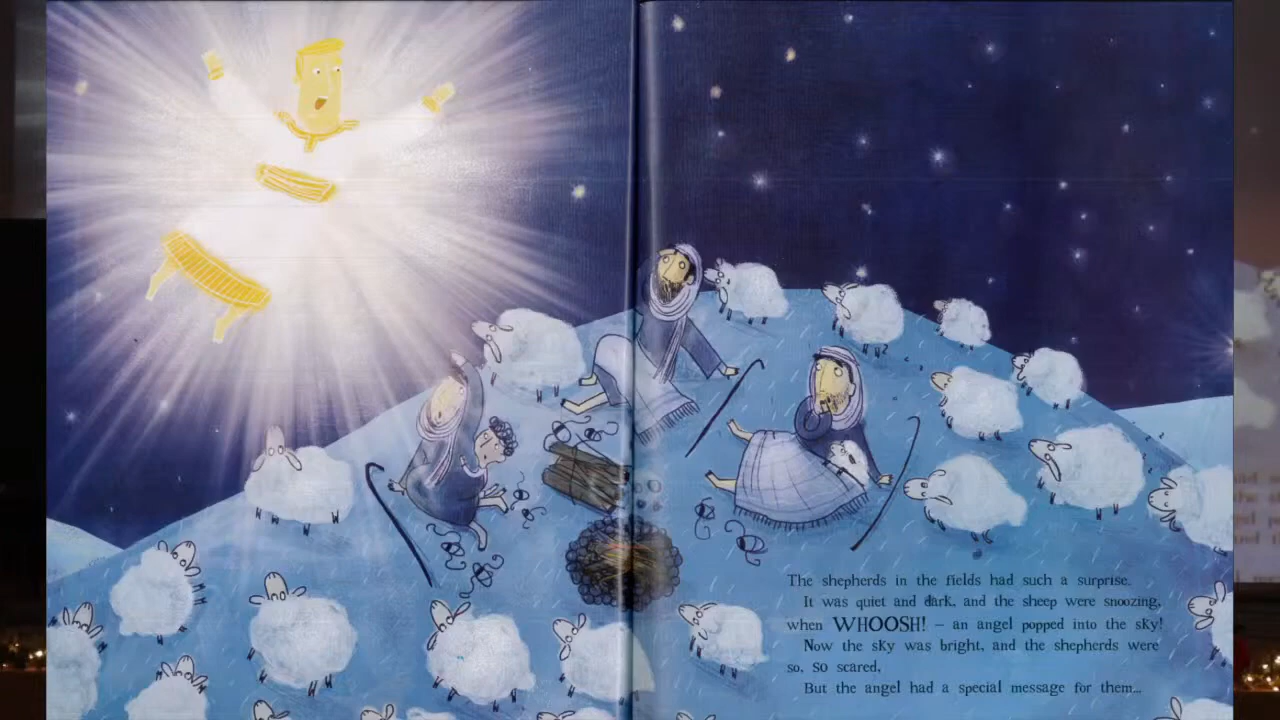 The shepherds in the fields had such a surprise.
It was quiet and dark, and the sheep were snoozing,
when WHOOSH! – an angel popped into the sky!
Now the sky was bright, and the shepherds were
so, so scared,
But the angel had a special message for them...